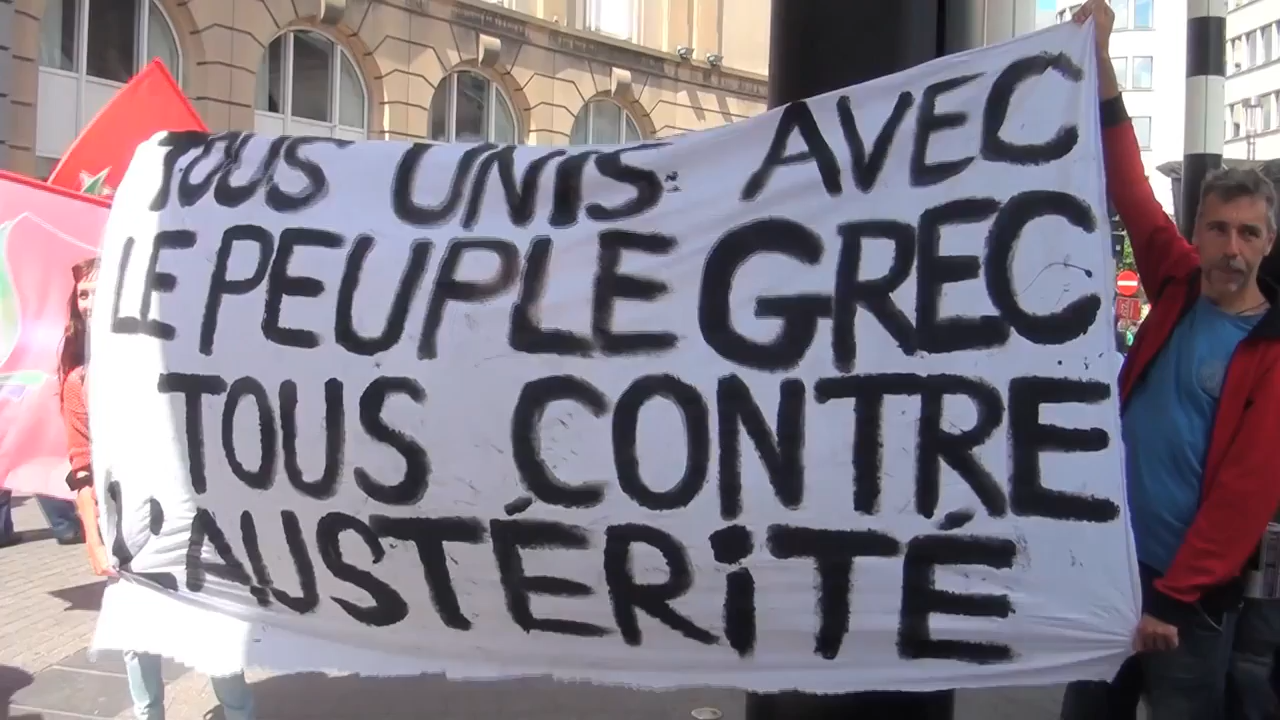 TOUS UNIS AVEC
LE PEUPLE GREC
TOUS CONTRE
L'AUSTÉRiTÉ